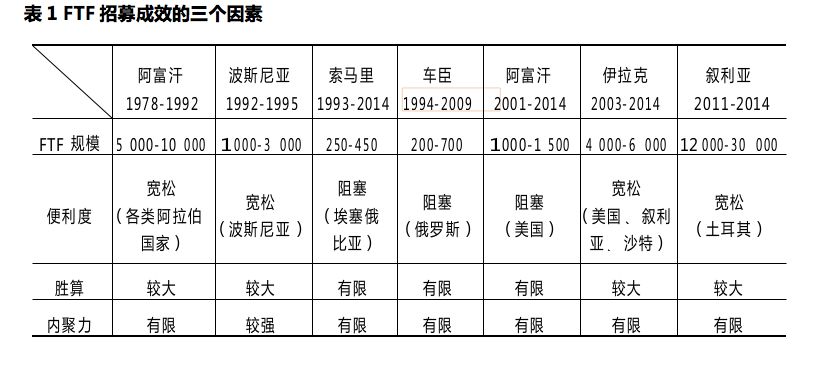 表 1 FTF 招募成效的三个因素
阿富汗 波斯尼亚 索马里 车臣 阿富汗 伊拉克 叙利亚
1978-1992 1992-1995 1993-2014 1994-2009 2001-2014 2003-2014 2011-2014
FTF 规模 5 000-10 000 1000-3 000 250-450 200-700 1000-1 500 4 000-6 000 12 000-30 000
便利度 宽松 宽松 阻塞 阻塞 阻塞 宽松 宽松
(各类阿拉伯 (波斯尼亚) (埃塞俄 (俄罗斯) (美国) (美国、叙利 (土耳其)
国家) 比亚) 亚、沙特)
胜算 较大 较大 有限 有限 有限 较大 较大
内聚力 有限 较强 有限 有限 有限 有限 有限